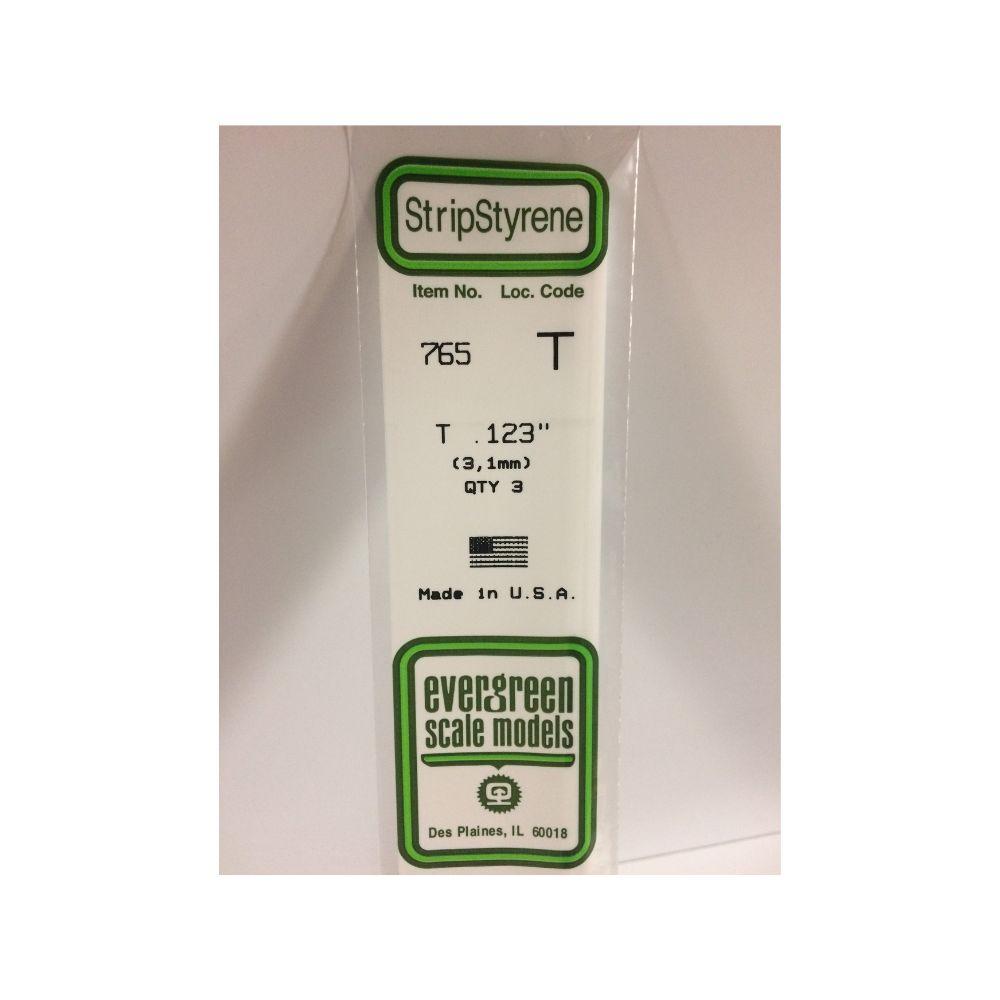 StripStyrene
Item No. Loc. Code
765 T
T .123"
(3,1mm)
QTY 3
Made in U.S.A.
evergreen
scale models
Des Plaines, IL 60018